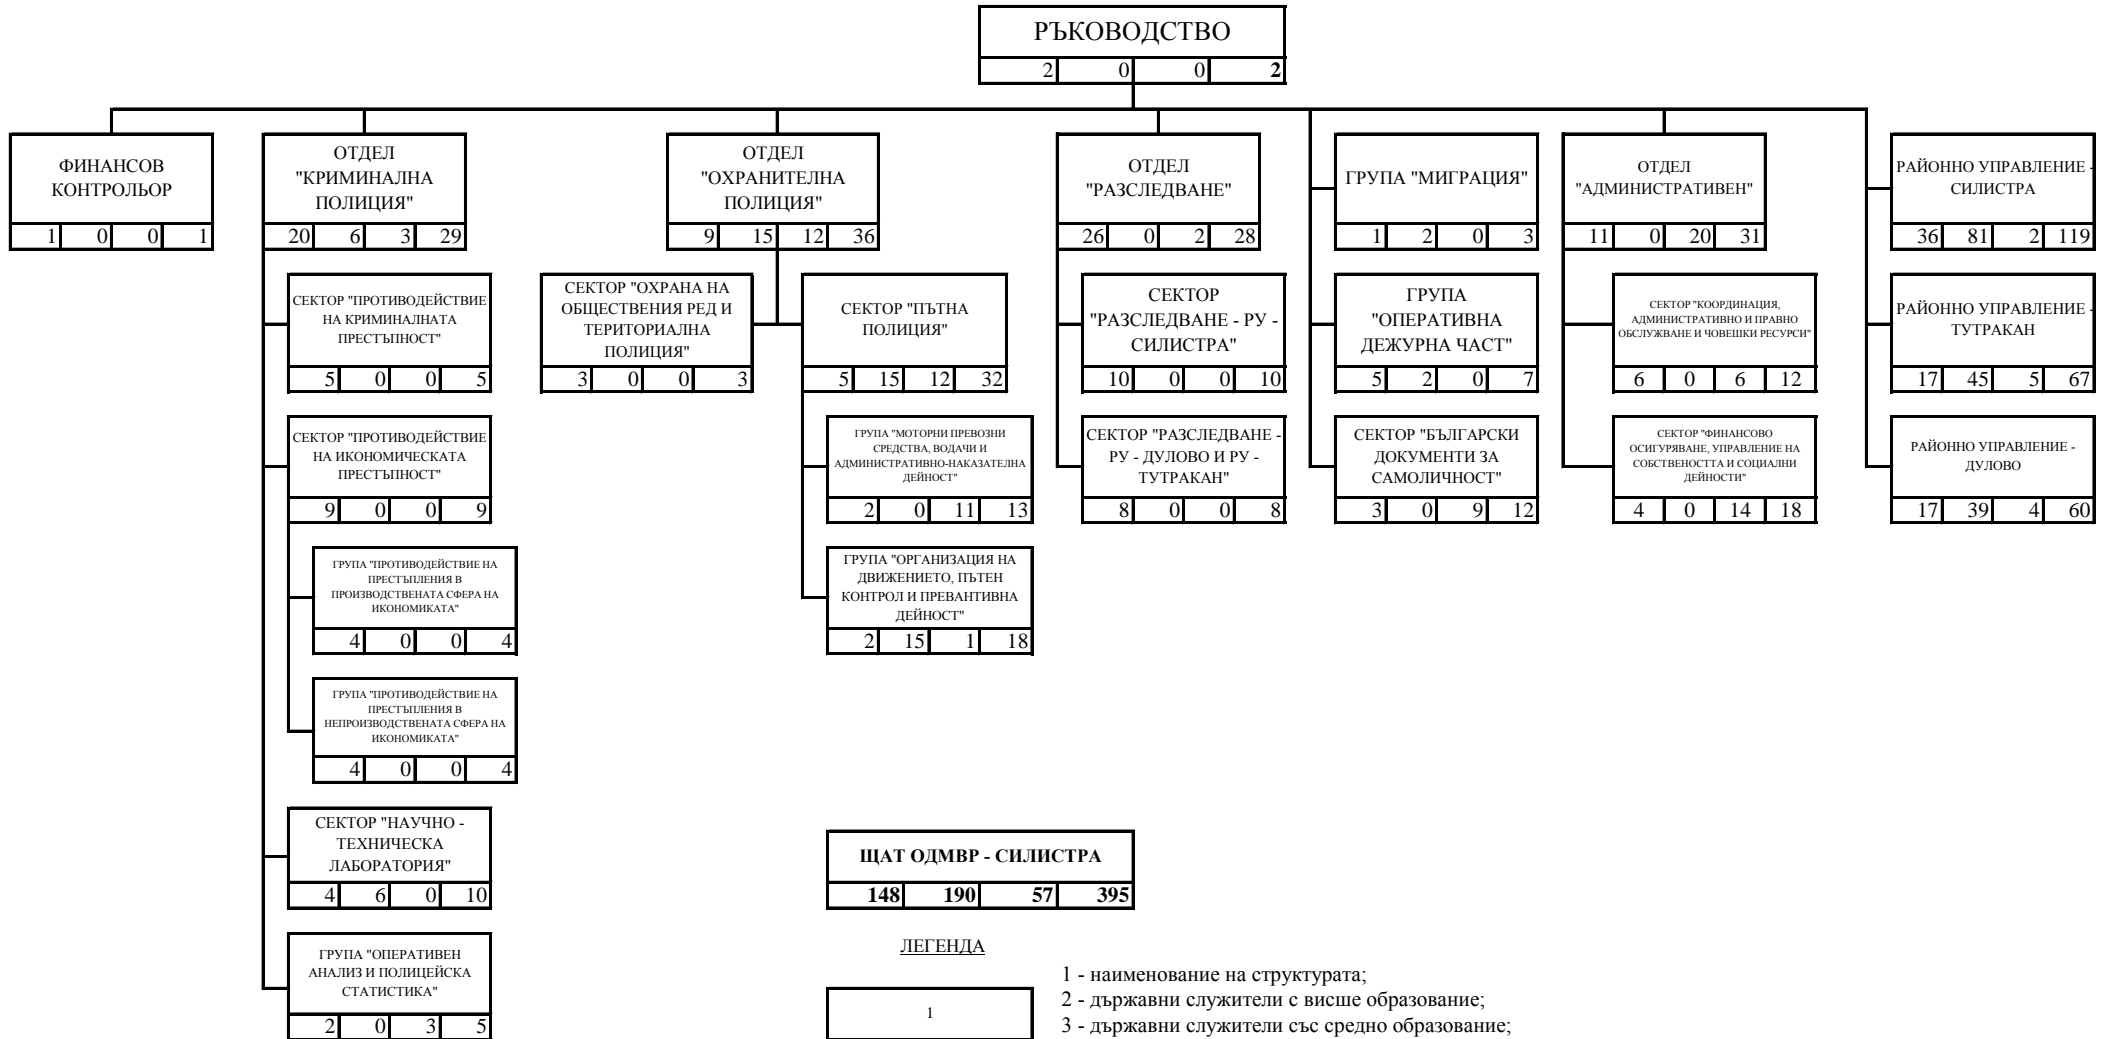 РЪКОВОДСТВО
2 0 0 2
ФИНАНСОВ
КОНТРОЛЬОР
1 0 0 1
ОТДЕЛ
"КРИМИНАЛНА
ПОЛИЦИЯ"
20 6 3 29
ОТДЕЛ
"ОХРАНИТЕЛНА
ПОЛИЦИЯ"
9 15 12 36
ОТДЕЛ
"РАЗСЛЕДВАНЕ"
26 0 2 28
ГРУПА "МИГРАЦИЯ"
1 2 0 3
ОТДЕЛ
"АДМИНИСТРАТИВЕН"
11 0 20 31
РАЙОННО УПРАВЛЕНИЕ -
СИЛИСТРА
36 81 2 119
СЕКТОР "ПРОТИВОДЕЙСТВИЕ
НА КРИМИНАЛНАТА
ПРЕСТЪПНОСТ"
5 0 0 5
СЕКТОР "ОХРАНА НА
ОБЩЕСТВЕНИЯ РЕД И
ТЕРИТОРИАЛНА
ПОЛИЦИЯ"
3 0 0 3
СЕКТОР "ПЪТНА
ПОЛИЦИЯ"
5 15 12 32
СЕКТОР
"РАЗСЛЕДВАНЕ - РУ -
СИЛИСТРА"
10 0 0 10
ГРУПА
"ОПЕРАТИВНА
ДЕЖУРНА ЧАСТ"
5 2 0 7
СЕКТОР "КООРДИНАЦИЯ,
АДМИНИСТРАТИВНО И ПРАВНО
ОБСЛУЖВАНЕ И ЧОВЕШКИ РЕСУРСИ"
6 0 6 12
РАЙОННО УПРАВЛЕНИЕ -
ТУТРАКАН
17 45 5 67
СЕКТОР "ПРОТИВОДЕЙСТВИЕ
НА ИКОНОМИЧЕСКАТА
ПРЕСТЪПНОСТ"
9 0 0 9
ГРУПА "МОТОРНИ ПРЕВОЗНИ
СРЕДСТВА, ВОДАЧИ И
АДМИНИСТРАТИВНО-НАКАЗАТЕЛНА
ДЕЙНОСТ"
2 0 11 13
СЕКТОР "РАЗСЛЕДВАНЕ -
РУ - ДУЛОВО И РУ -
ТУТРАКАН"
8 0 0 8
СЕКТОР "БЪЛГАРСКИ
ДОКУМЕНТИ ЗА
САМОЛИЧНОСТ"
3 0 9 12
СЕКТОР "ФИНАНСОВО
ОСИГУРЯВАНЕ, УПРАВЛЕНИЕ НА
СОБСТВЕНОСТТА И СОЦИАЛНИ
ДЕЙНОСТИ"
4 0 14 18
РАЙОННО УПРАВЛЕНИЕ -
ДУЛОВО
17 39 4 60
ГРУПА "ПРОТИВОДЕЙСТВИЕ НА
ПРЕСТЪПЛЕНИЯ В
ПРОИЗВОДСТВЕНАТА СФЕРА НА
ИКОНОМИКАТА"
4 0 0 4
ГРУПА "ОРГАНИЗАЦИЯ НА
ДВИЖЕНИЕТО, ПЪТЕН
КОНТРОЛ И ПРЕВАНТИВНА
ДЕЙНОСТ"
2 15 1 18
ГРУПА "ПРОТИВОДЕЙСТВИЕ НА
ПРЕСТЪПЛЕНИЯ В
НЕПРОИЗВОДСТВЕНАТА СФЕРА НА
ИКОНОМИКАТА"
4 0 0 4
СЕКТОР "НАУЧНО -
ТЕХНИЧЕСКА
ЛАБОРАТОРИЯ"
4 6 0 10
ЩАТ ОДМВР - СИЛИСТРА
148 190 57 395
ГРУПА "ОПЕРАТИВЕН
АНАЛИЗ И ПОЛИЦЕЙСКА
СТАТИСТИКА"
2 0 3 5
ЛЕГЕНДА
1
1 - наименование на структурата;
2 - държавни служители с висше образование;
3 - държавни служители със средно образование;